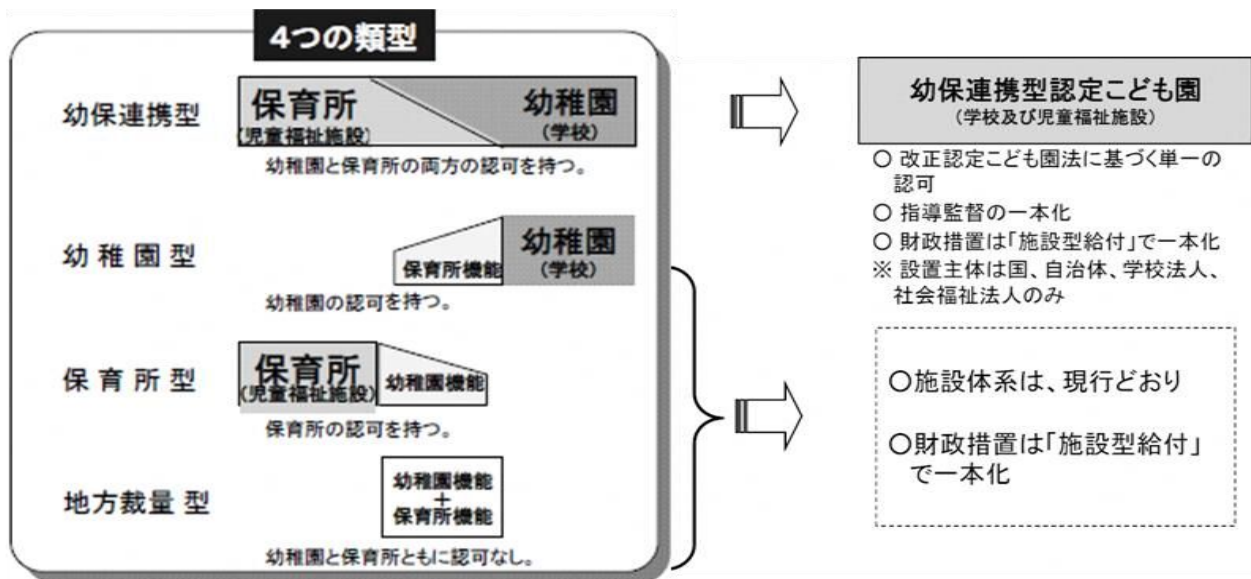 4つの類型
幼保連携型
保育所
(児童福祉施設)
幼稚園
(学校)
幼稚園と保育所の両方の認可を持つ。
幼稚園型
保育所機能
幼稚園
(学校)
幼稚園の認可を持つ。
保育所型
保育所
(児童福祉施設)
幼稚園機能
保育所の認可を持つ。
地方裁量型
幼稚園機能
+
保育所機能
幼稚園と保育所ともに認可なし。
幼保連携型認定こども園
(学校及び児童福祉施設)
○ 改正認定こども園法に基づく単一の
認可
○ 指導監督の一本化
○ 財政措置は「施設型給付」で一本化
※ 設置主体は国、自治体、学校法人、
社会福祉法人のみ
○施設体系は、現行どおり
○財政措置は「施設型給付」
で一本化